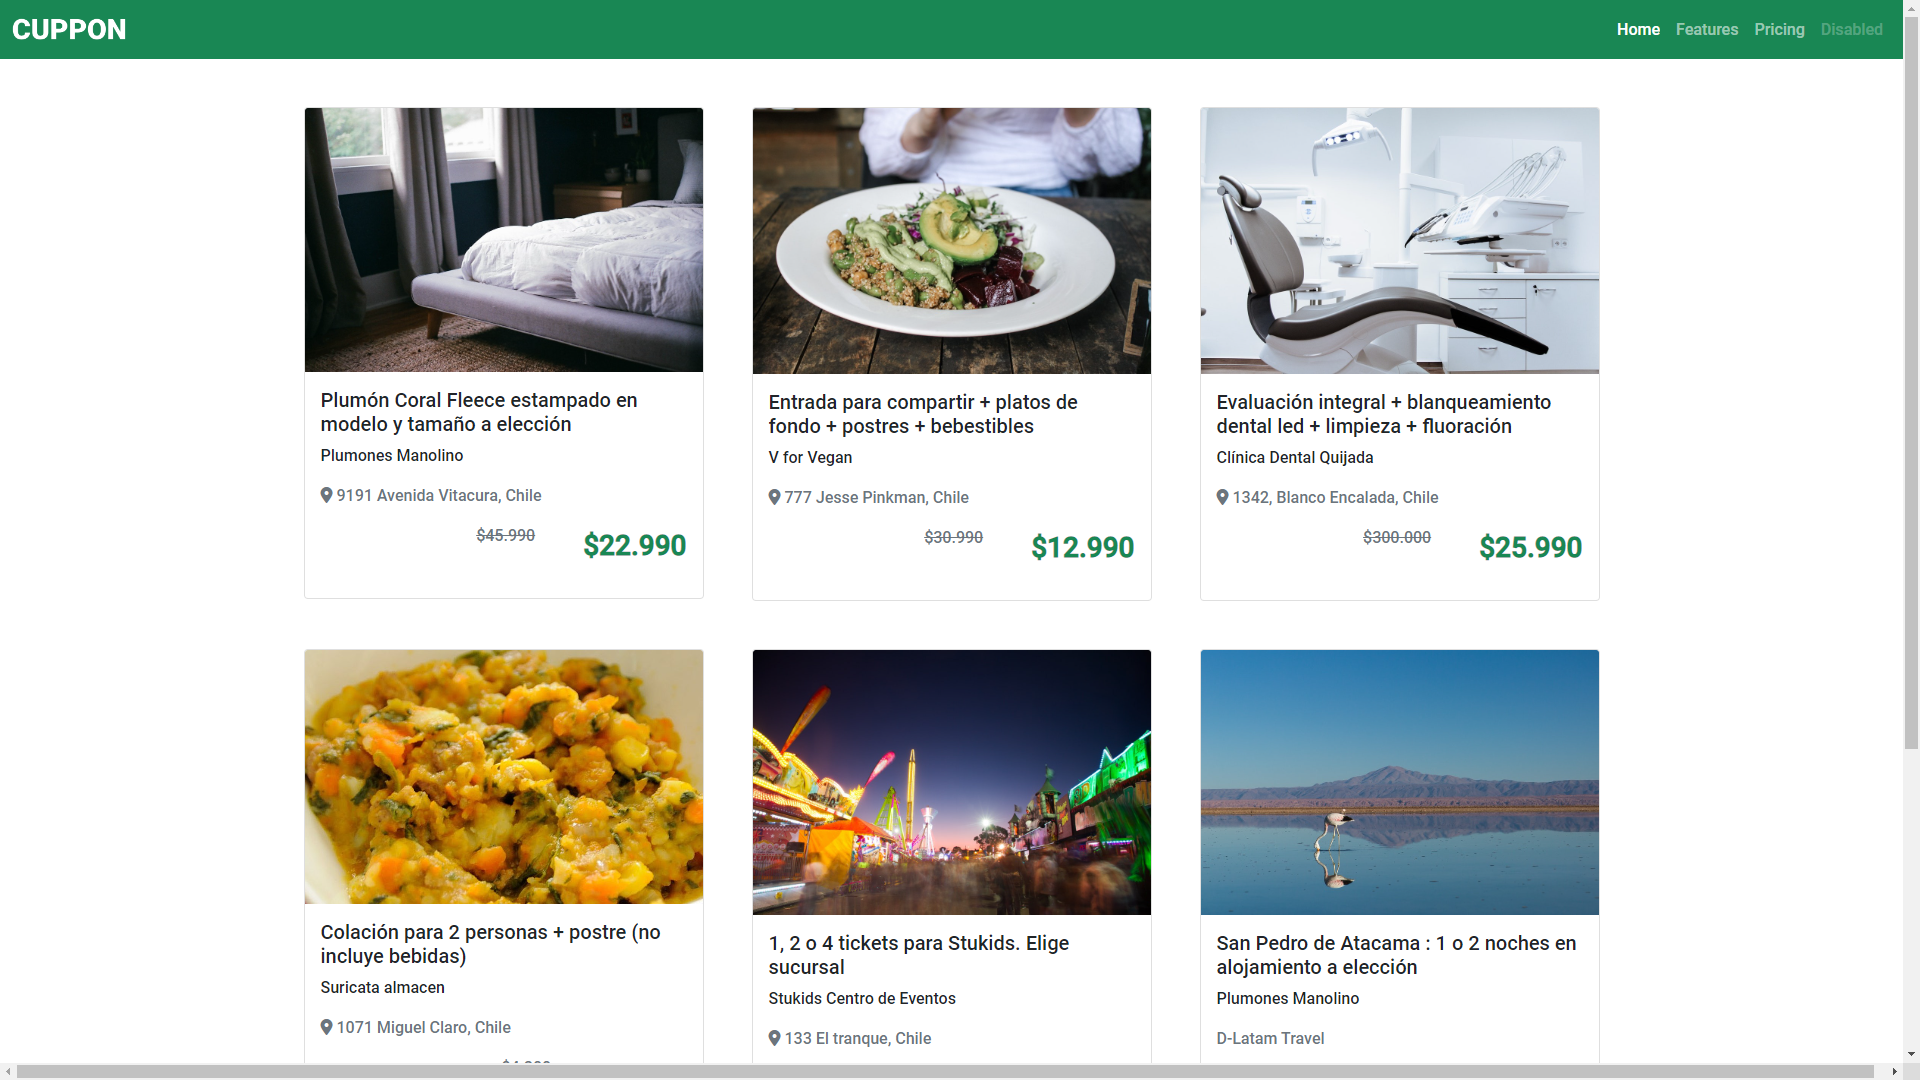 CUPPON
Home Features Pricing Disabled
Plumón Coral Fleece estampado en
modelo y tamaño a elección
Plumones Manolino
9191 Avenida Vitacura, Chile
$45.990 $22.990
Entrada para compartir + platos de
fondo + postres + bebestibles
V for Vegan
777 Jesse Pinkman, Chile
$30.990 $12.990
Evaluación integral + blanqueamiento
dental led + limpieza + fluoración
Clínica Dental Quijada
1342, Blanco Encalada, Chile
$300.000 $25.990
Colación para 2 personas + postre (no
incluye bebidas)
Suricata almacen
1071 Miguel Claro, Chile
1, 2 o 4 tickets para Stukids. Elige
sucursal
Stukids Centro de Eventos
133 El tranque, Chile
San Pedro de Atacama : 1 o 2 noches en
alojamiento a elección
Plumones Manolino
D-Latam Travel